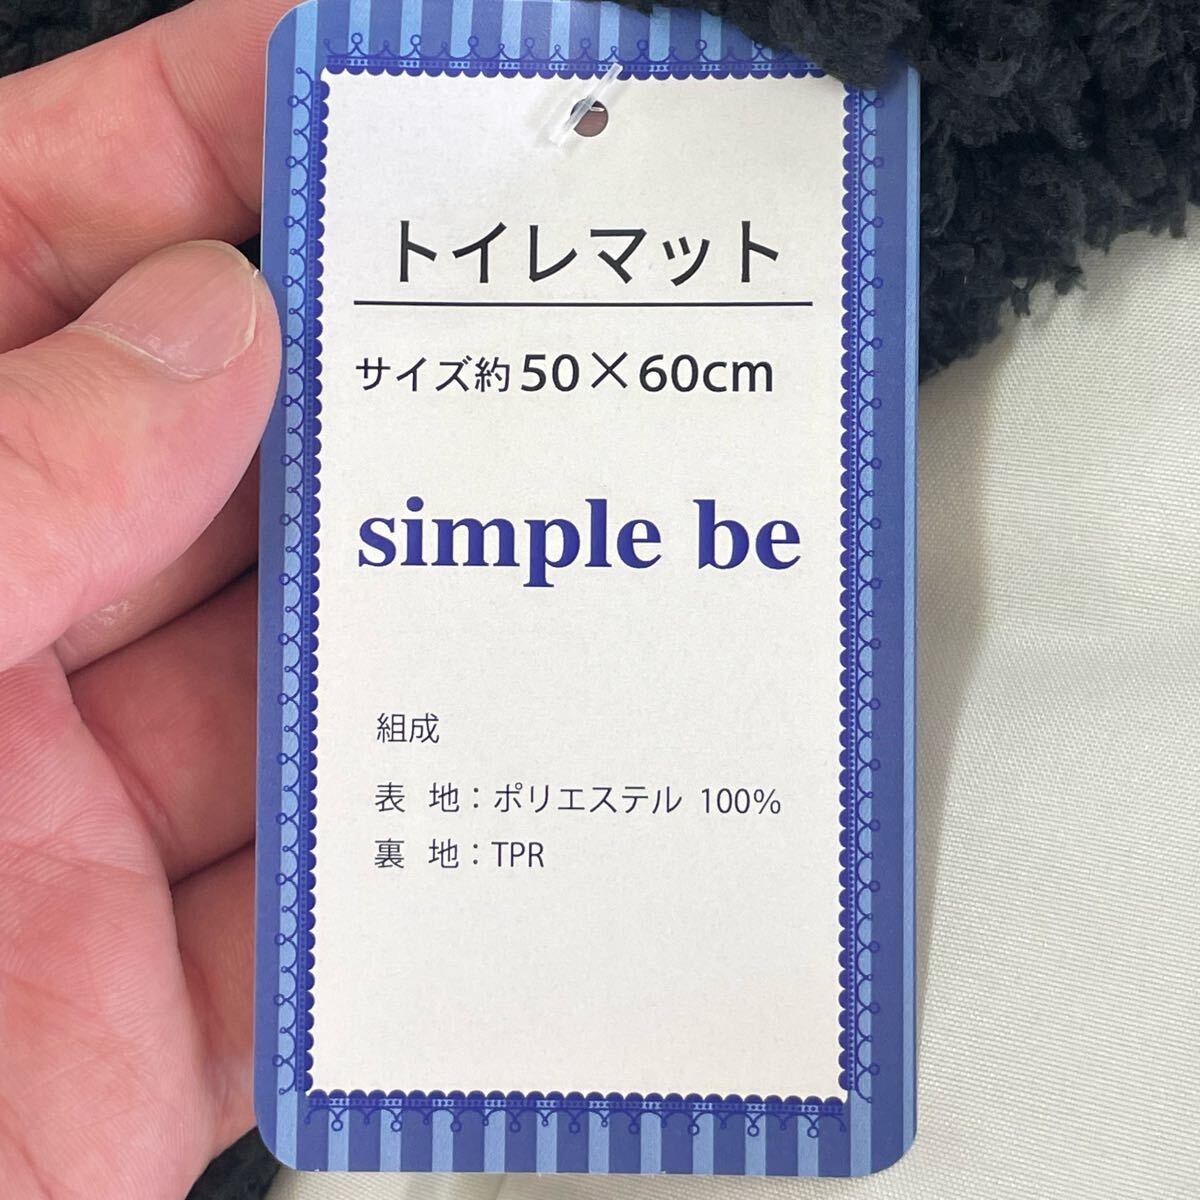 トイレマット
サイズ約50×60cm
simple be
組成
表 地：ポリエステル 100%
裏 地：TPR